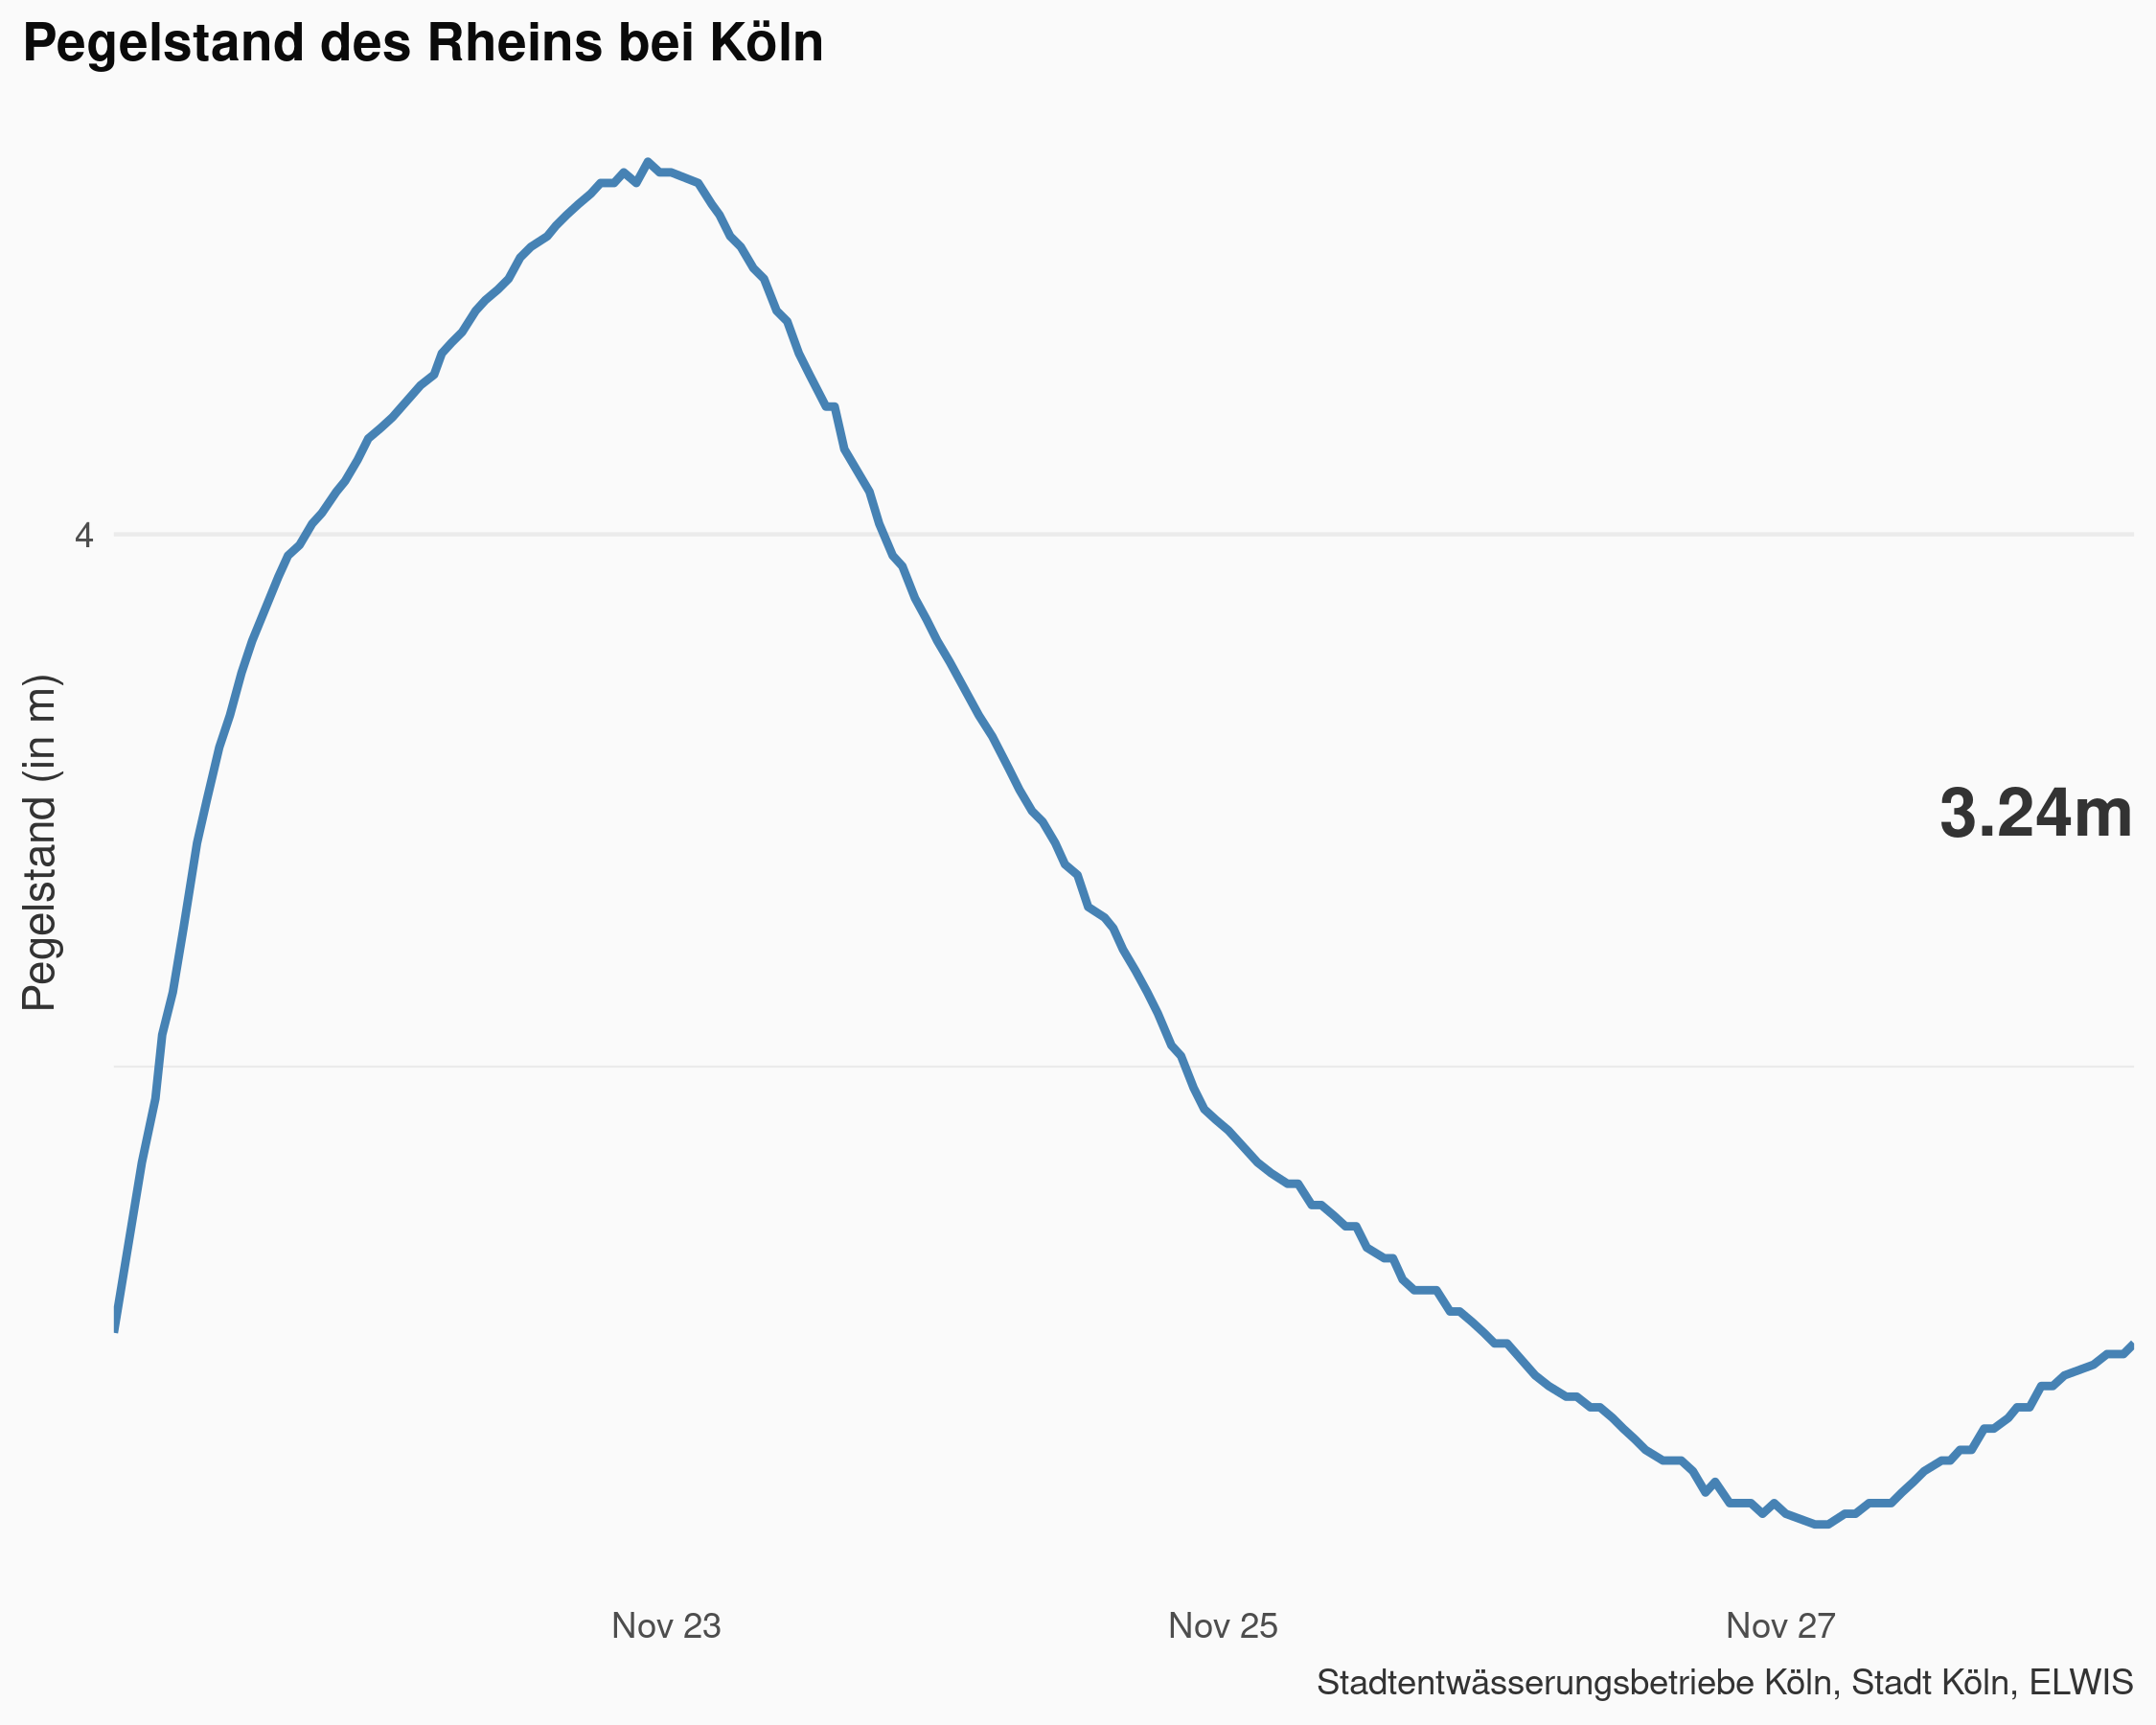 Pegelstand des Rheins bei Köln
4
Pegelstand (in m)
3.24m
Nov 23
Nov 25
Nov 27
Stadtentwässerungsbetriebe Köln, Stadt Köln, ELWIS